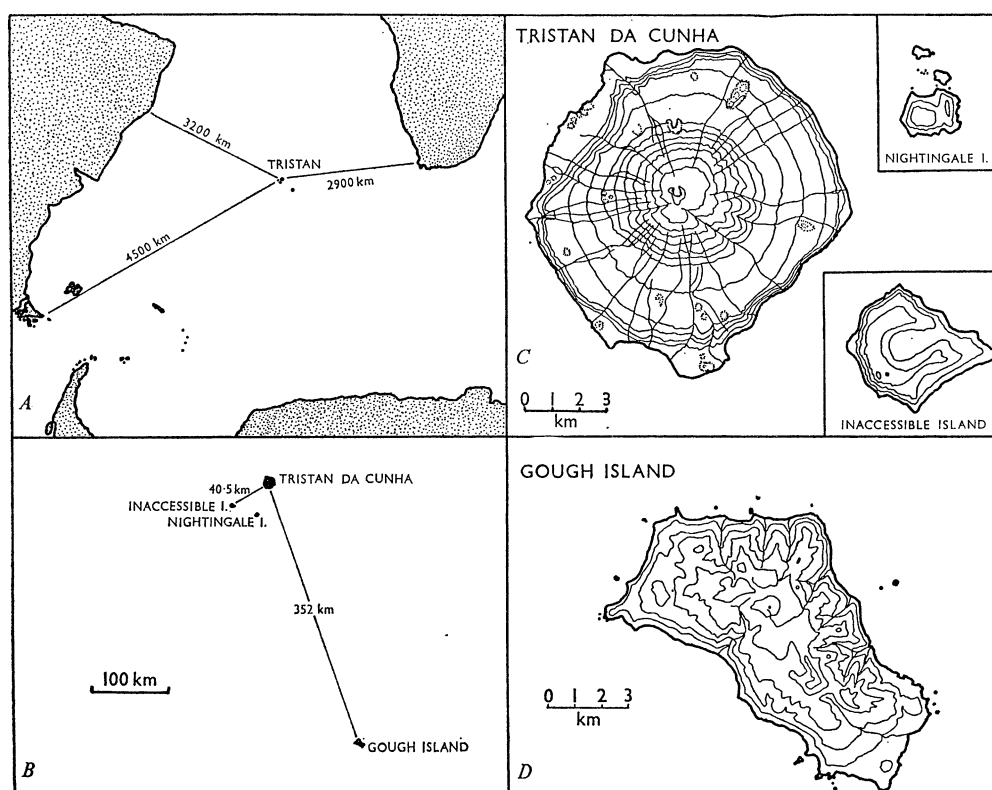 3200 km
TRISTAN
2900 km
4500 km
A
TRISTAN DA CUNHA
NIGHTINGALE I.
C
0 1 2 3
km
INACCESSIBLE ISLAND
40·5 km
TRISTAN DA CUNHA
INACCESSIBLE I.
NIGHTINGALE I.
352 km
100 km
GOUGH ISLAND
B
GOUGH ISLAND
0 1 2 3
km
D